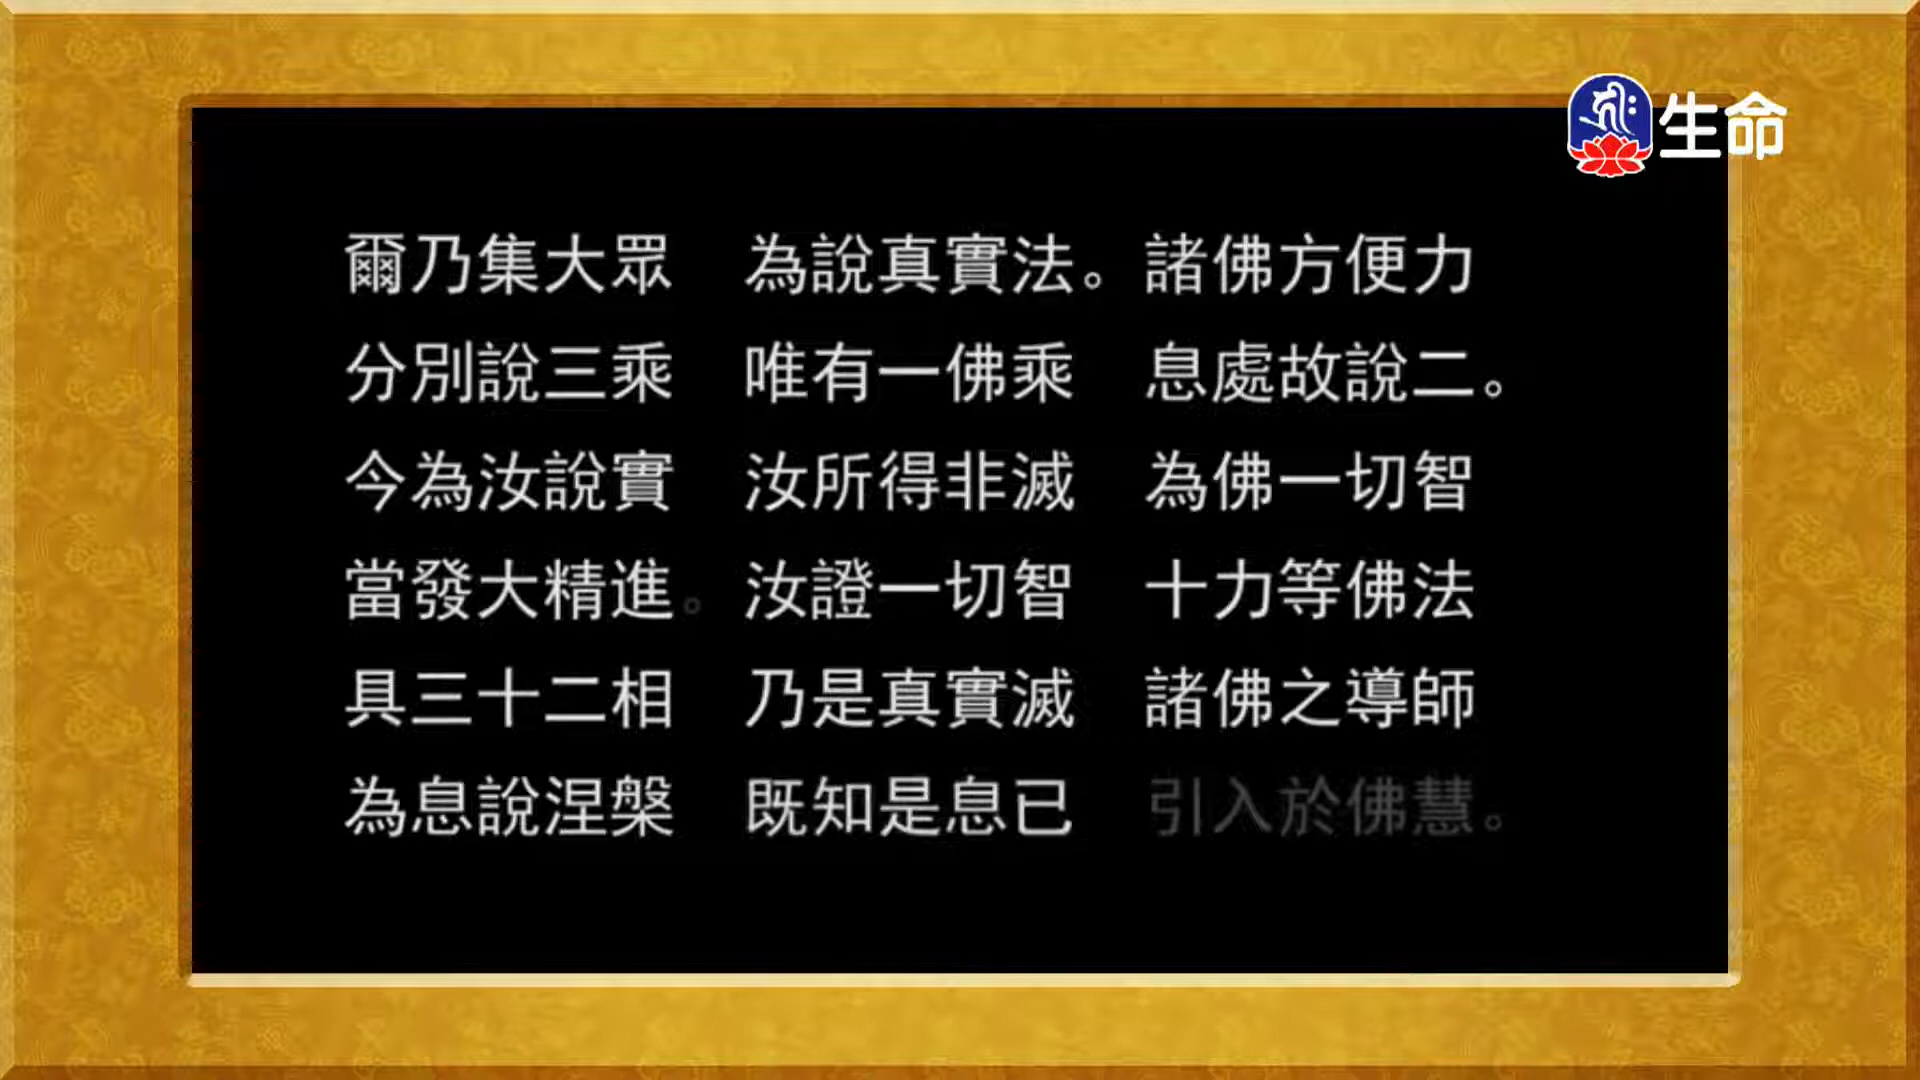 生命
爾乃集大眾　為說真實法。諸佛方便力
分別說三乘　唯有一佛乘　息處故說二。
今為汝說實　汝所得非滅　為佛一切智
當發大精進。汝證一切智　十力等佛法
具三十二相　乃是真實滅　諸佛之導師
為息說涅槃　既知是息已　引入於佛慧。